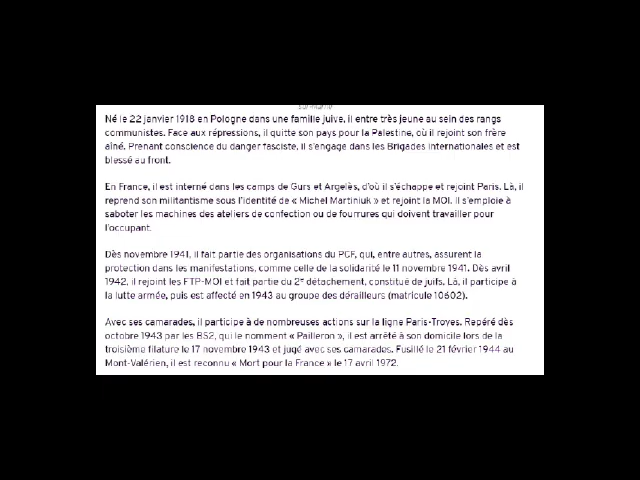 Né le 22 janvier 1918 en Pologne dans une famille juive, il entre très jeune au sein des rangs
communistes. Face aux répressions, il quitte son pays pour la Palestine, où il rejoint son frère
aîné. Prenant conscience du danger fasciste, il s'engage dans les Brigades internationales et est
blessé au front.
En France, il est interné dans les camps de Gurs et Argelès, d'où il s'échappe et rejoint Paris. Là, il
reprend son militantisme sous l'identité de « Michel Martiniuk » et rejoint la MOI. Il s'emploie à
saboter les machines des ateliers de confection ou de fourrures qui doivent travailler pour
l'occupant.
Dès novembre 1941, il fait partie des organisations du PCF, qui, entre autres, assurent la
protection dans les manifestations, comme celle de la solidarité le 11 novembre 1941. Dès avril
1942, il rejoint les FTP-MOI et fait partie du 2e détachement, constitué de juifs. Là, il participe à
la lutte armée, puis est affecté en 1943 au groupe des dérailleurs (matricule 10602).
Avec ses camarades, il participe à de nombreuses actions sur la ligne Paris-Troyes. Repéré dès
octobre 1943 par les BS2, qui le nomment « Pailleron », il est arrêté à son domicile lors de la
troisième filature le 17 novembre 1943 et jugé avec ses camarades. Fusillé le 21 février 1944 au
Mont-Valérien, il est reconnu « Mort pour la France » le 17 avril 1972.